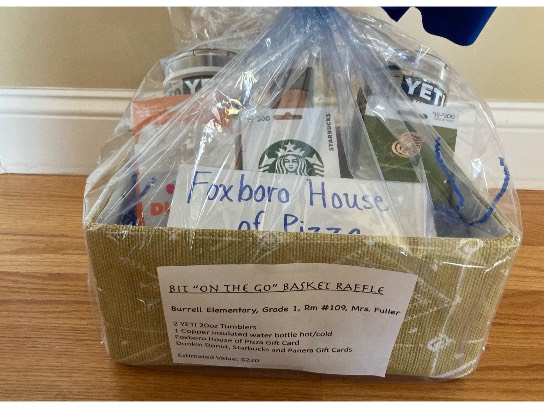 YETI
YETI
15-500
STARBUCKS
Foxboro House
of Pizza
BIT "ON THE GO" BASKET RAFFLE
Burrell Elementary, Grade 1, Rm #109, Mrs. Fuller
2 YETI 20oz Tumblers
1 Copper insulated water bottle hot/cold
Foxboro House of Pizza Gift Card
Dunkin Donut, Starbucks and Panera Gift Cards
Estimated Value: $220